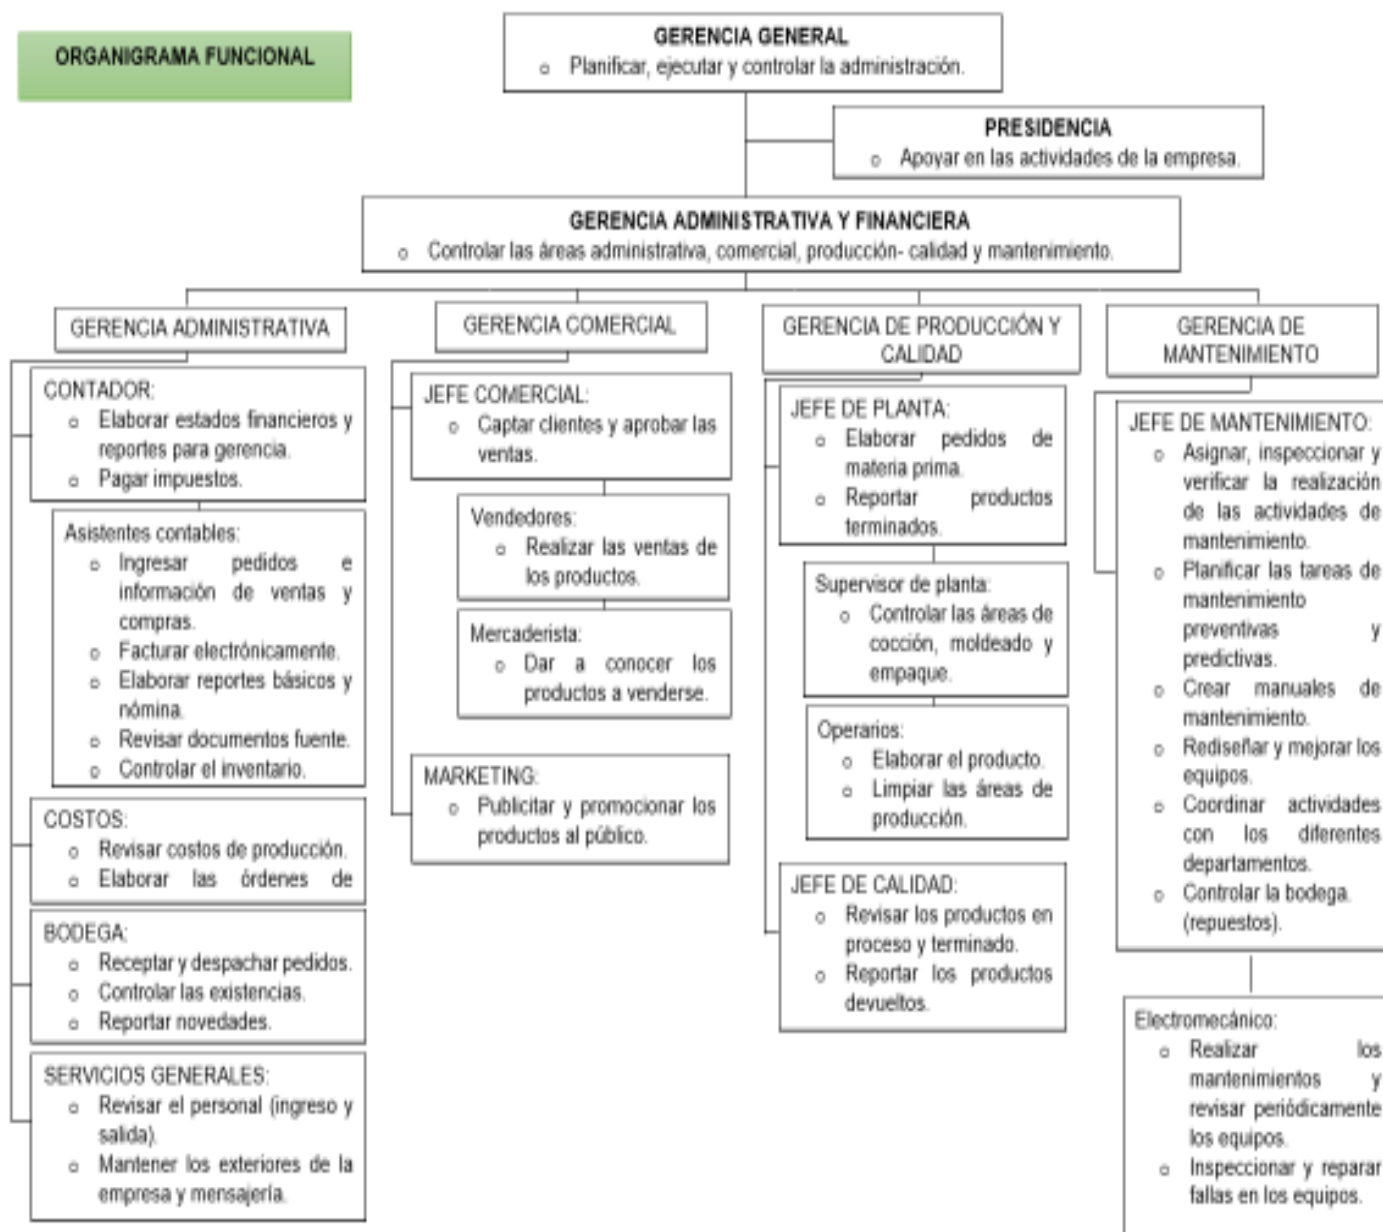 ORGANIGRAMA FUNCIONAL
GERENCIA GENERAL
o Planificar, ejecutar y controlar la administración.
PRESIDENCIA
o Apoyar en las actividades de la empresa.
GERENCIA ADMINISTRATIVA Y FINANCIERA
o Controlar las áreas administrativa, comercial, producción- calidad y mantenimiento.
GERENCIA ADMINISTRATIVA
CONTADOR:
o Elaborar estados financieros y
reportes para gerencia.
o Pagar impuestos.
Asistentes contables:
o Ingresar pedidos e
información de ventas y
compras.
o Facturar electrónicamente.
o Elaborar reportes básicos y
nómina.
o Revisar documentos fuente.
o Controlar el inventario.
COSTOS:
o Revisar costos de producción.
o Elaborar las órdenes de
BODEGA:
o Receptar y despachar pedidos.
o Controlar las existencias.
o Reportar novedades.
SERVICIOS GENERALES:
o Revisar el personal (ingreso y
salida).
o Mantener los exteriores de la
empresa y mensajería.
GERENCIA COMERCIAL
JEFE COMERCIAL:
o Captar clientes y aprobar las
ventas.
Vendedores:
o Realizar las ventas de
los productos.
Mercaderista:
o Dar a conocer los
productos a venderse.
MARKETING:
o Publicitar y promocionar los
productos al público.
GERENCIA DE PRODUCCIÓN Y
CALIDAD
JEFE DE PLANTA:
o Elaborar pedidos de
materia prima.
o Reportar productos
terminados.
Supervisor de planta:
o Controlar las áreas de
cocción, moldeado y
empaque.
Operarios:
o Elaborar el producto.
o Limpiar las áreas de
producción.
JEFE DE CALIDAD:
o Revisar los productos en
proceso y terminado.
o Reportar los productos
devueltos.
GERENCIA DE
MANTENIMIENTO
JEFE DE MANTENIMIENTO:
o Asignar, inspeccionar y
verificar la realización
de las actividades de
mantenimiento.
o Planificar las tareas de
mantenimiento
preventivas y
predictivas.
o Crear manuales de
mantenimiento.
o Rediseñar y mejorar los
equipos.
o Coordinar actividades
con los diferentes
departamentos.
o Controlar la bodega.
(repuestos).
Electromecánico:
o Realizar los
mantenimientos y
revisar periódicamente
los equipos.
o Inspeccionar y reparar
fallas en los equipos.